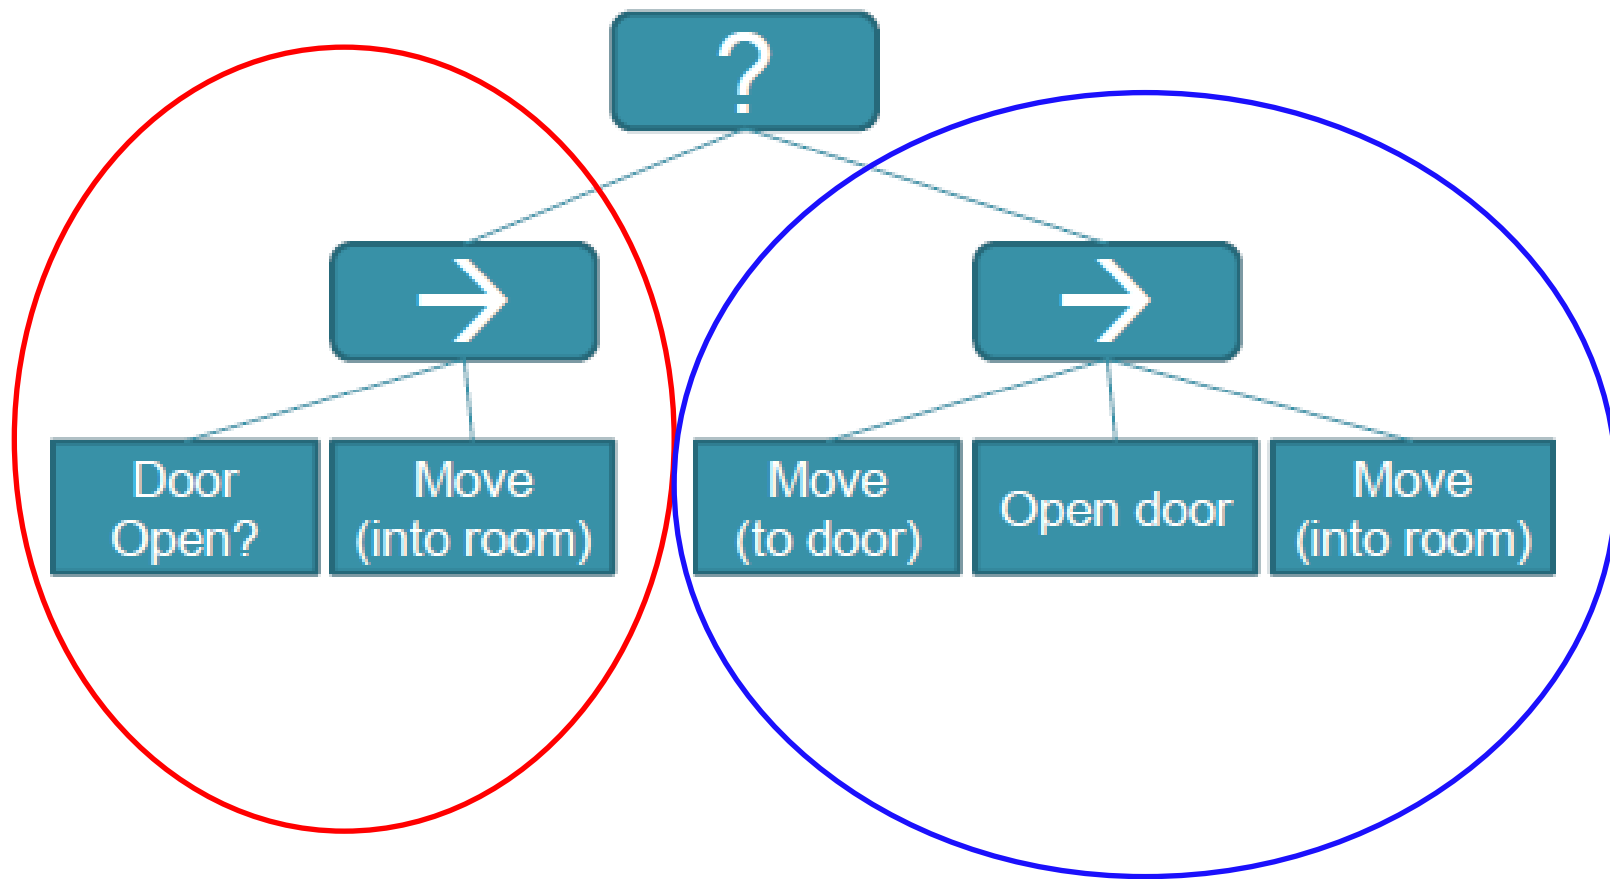 ?
→
→
Door
Open?
Move
(into room)
Move
(to door)
Open door
Move
(into room)